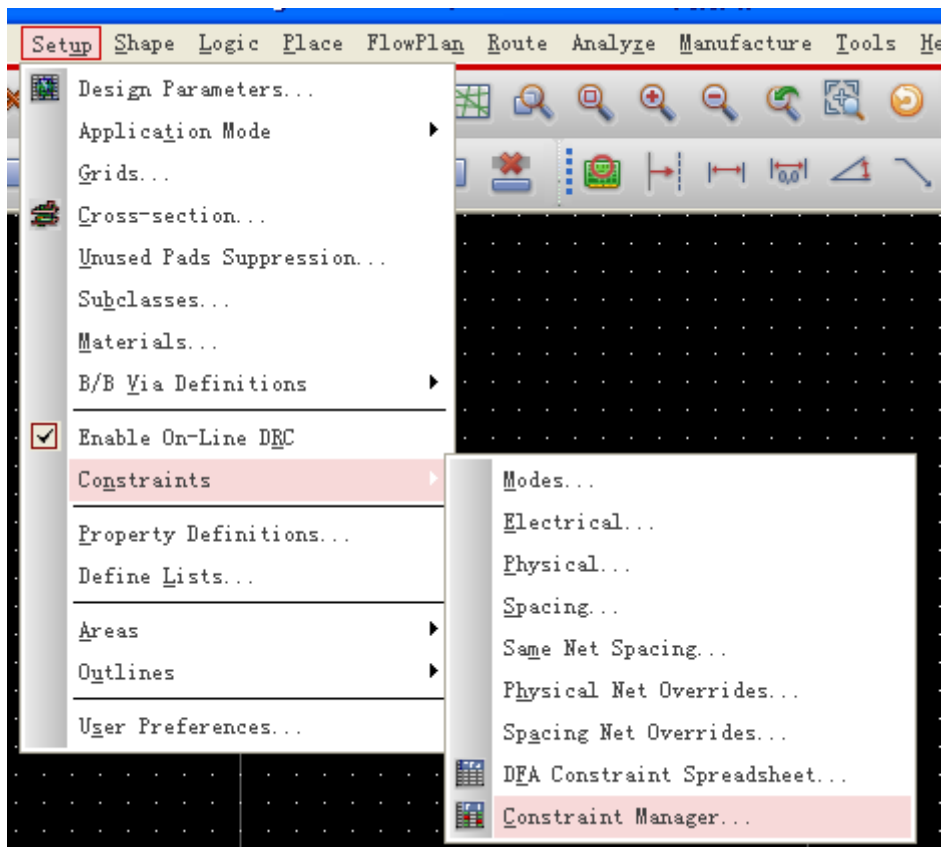 Setup Shape Logic Place FlowPlan Route Analyze Manufacture Tools He
Design Parameters...
Application Mode
Grids...
Cross-section...
Unused Pads Suppression...
Subclasses...
Materials...
B/B Via Definitions
Enable On-Line DRC
Constraints
Property Definitions...
Define Lists...
Areas
Outlines
User Preferences...
Modes...
Electrical...
Physical...
Spacing...
Same Net Spacing...
Physical Net Overrides...
Spacing Net Overrides...
DFA Constraint Spreadsheet...
Constraint Manager...
0,0